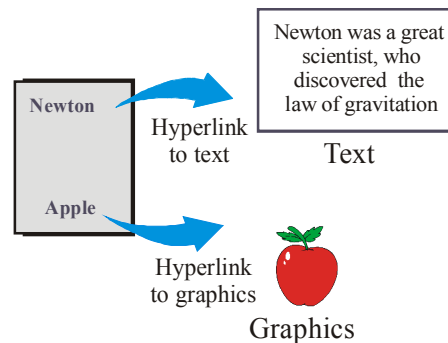 Newton
Newton was a great
scientist, who
discovered the
law of gravitation
Hyperlink
to text
Text
Apple
Hyperlink
to graphics
Graphics